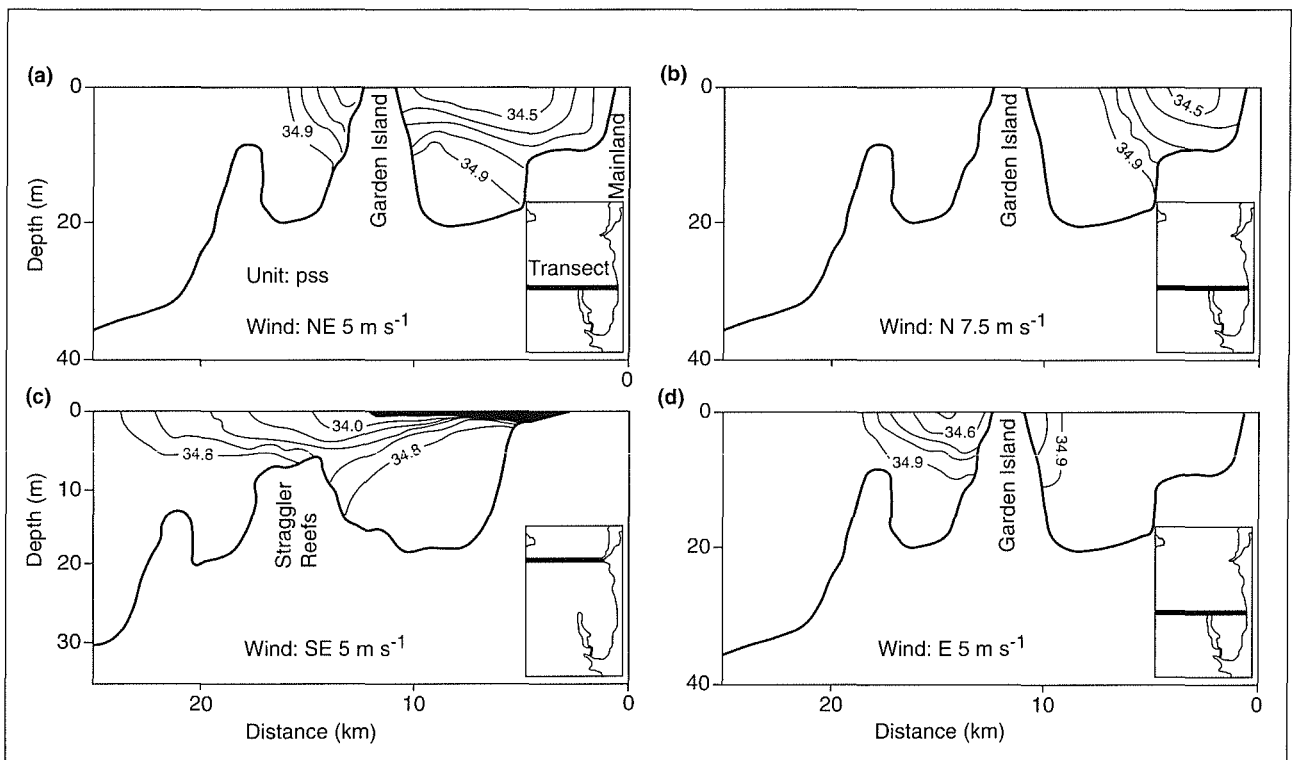 (a)
0
20
40
Depth (m)
34.9
34.5
34.9
Garden Island
Mainland
Unit: pss
Wind: NE 5 m s⁻¹
Transect
0
(b)
0
20
40
34.5
34.9
Garden Island
Wind: N 7.5 m s⁻¹
(c)
0
10
20
30
Depth (m)
34.8
34.0
34.8
Straggler
Reefs
Wind: SE 5 m s⁻¹
20
10
0
Distance (km)
(d)
0
20
40
34.6
34.9
34.9
Garden Island
Wind: E 5 m s⁻¹
20
10
0
Distance (km)